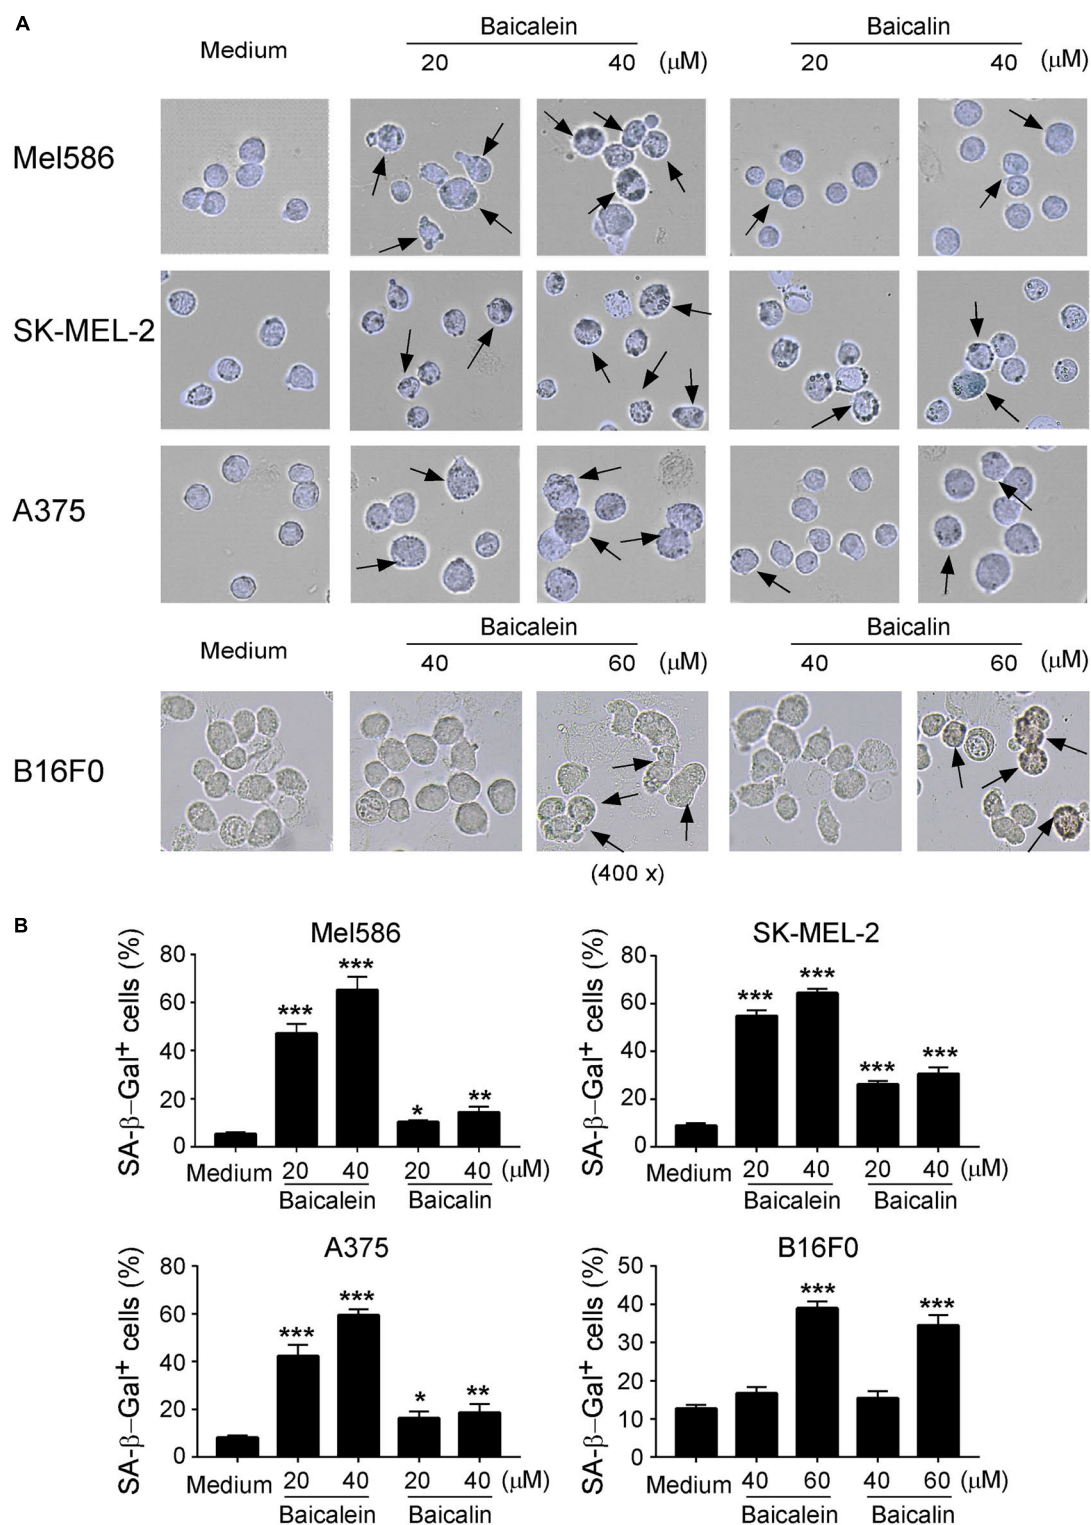 A
Baicalein Baicalin
Medium 20 40 (μM) 20 40 (μM)
Mel586
SK-MEL-2
A375
Baicalein Baicalin
Medium 40 60 (μM) 40 60 (μM)
B16F0
(400 x)
B
Mel586
SA-β–Gal+ cells (%)
80
60
40
20
0
***
***
*
**
Medium 20 40 20 40 (μM)
Baicalein Baicalin
SK-MEL-2
SA-β–Gal+ cells (%)
80
60
40
20
0
***
***
***
***
Medium 20 40 20 40 (μM)
Baicalein Baicalin
A375
SA-β–Gal+ cells (%)
80
60
40
20
0
***
***
*
**
Medium 20 40 20 40 (μM)
Baicalein Baicalin
B16F0
SA-β–Gal+ cells (%)
50
40
30
20
10
0
***
***
Medium 40 60 40 60 (μM)
Baicalein Baicalin